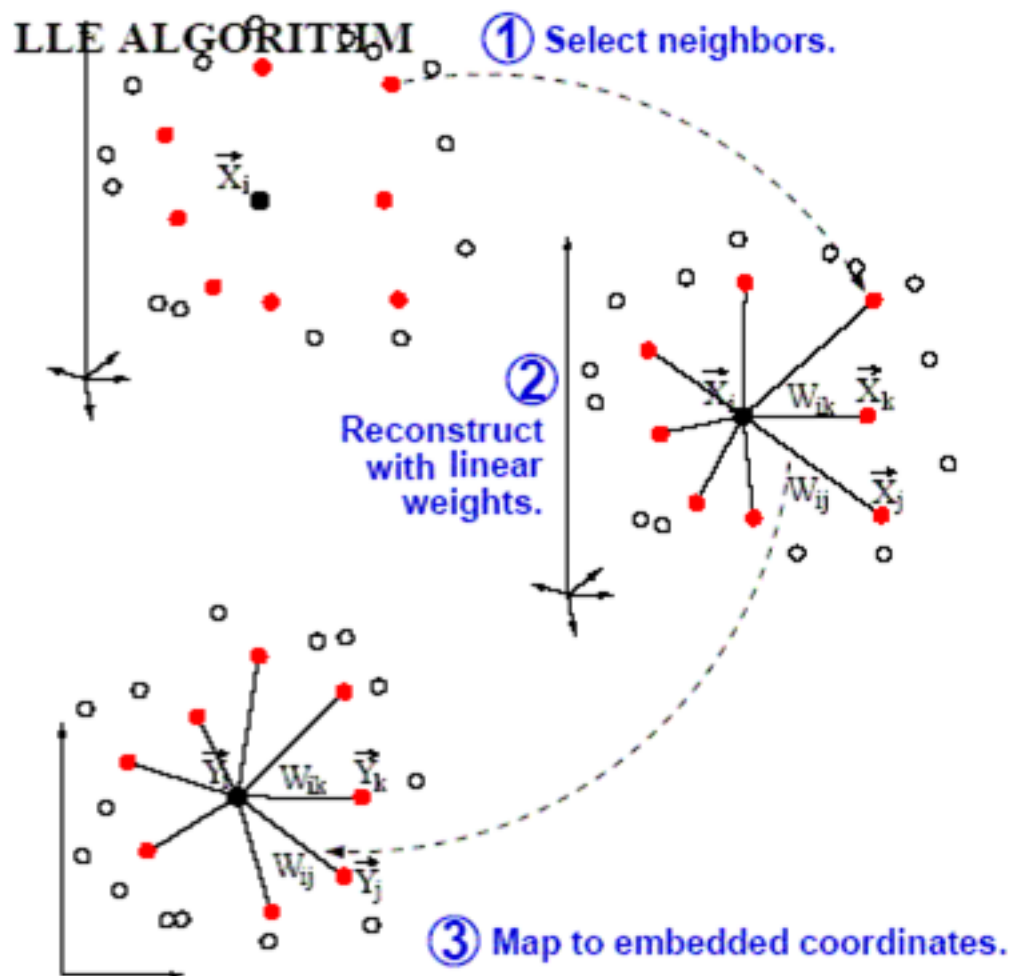 LLE ALGORITHM
① Select neighbors.
X⃗i
②
Reconstruct
with linear
weights.
X⃗i
Wik
X⃗k
Wij
X⃗j
Wik
Y⃗k
Wij
Y⃗j
③ Map to embedded coordinates.